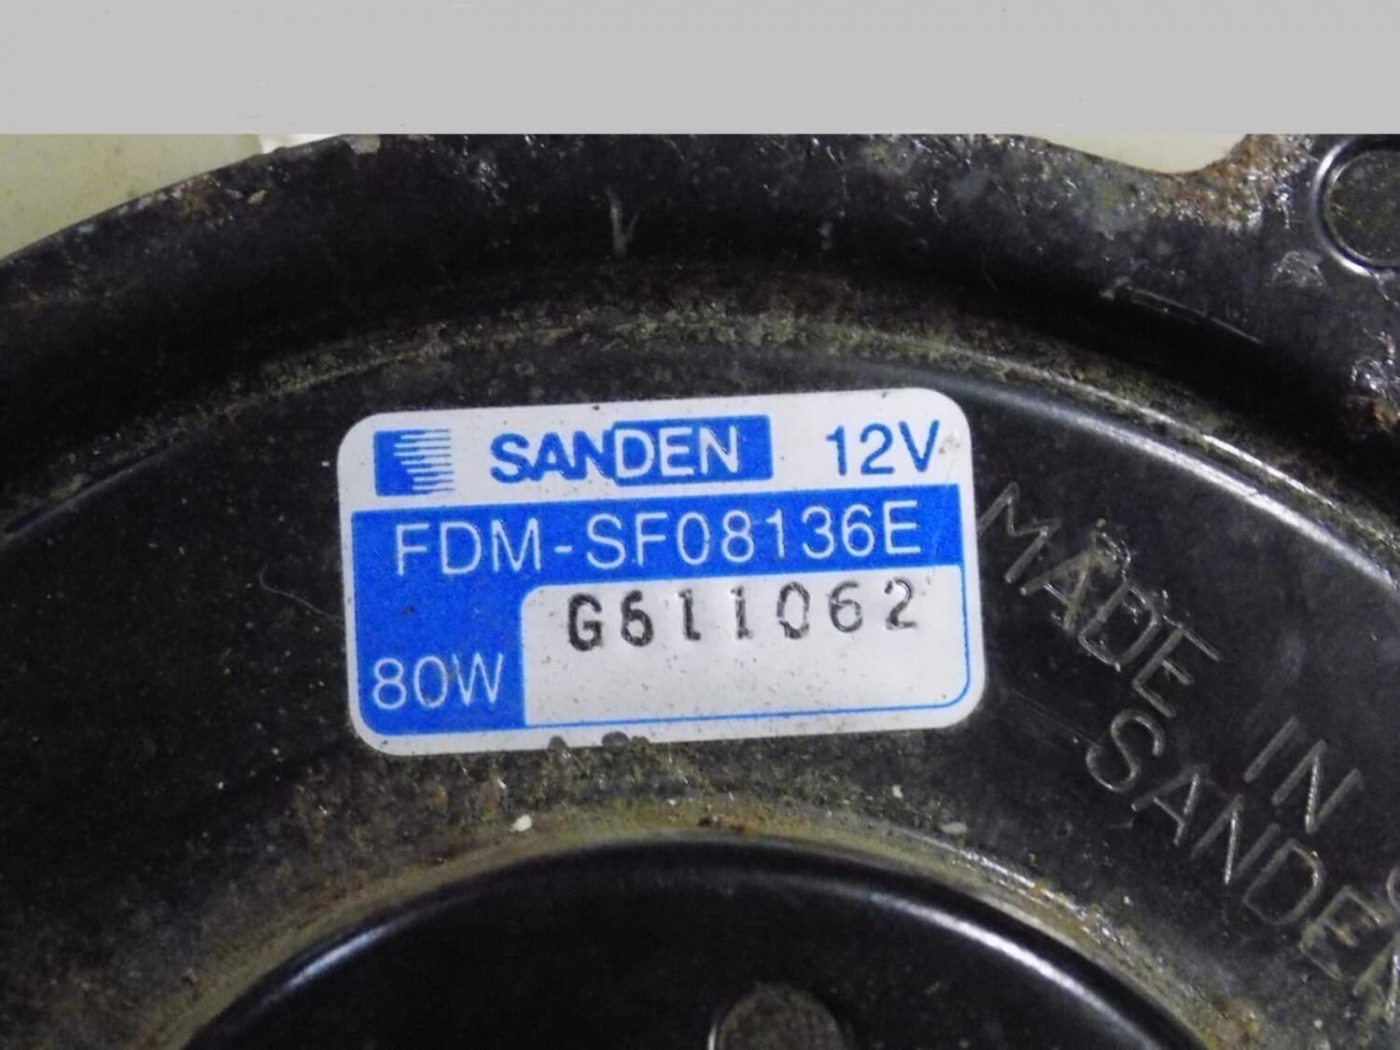 SANDEN 12V
FDM-SF08136E
G611062
80W
MADE IN
SANDEN